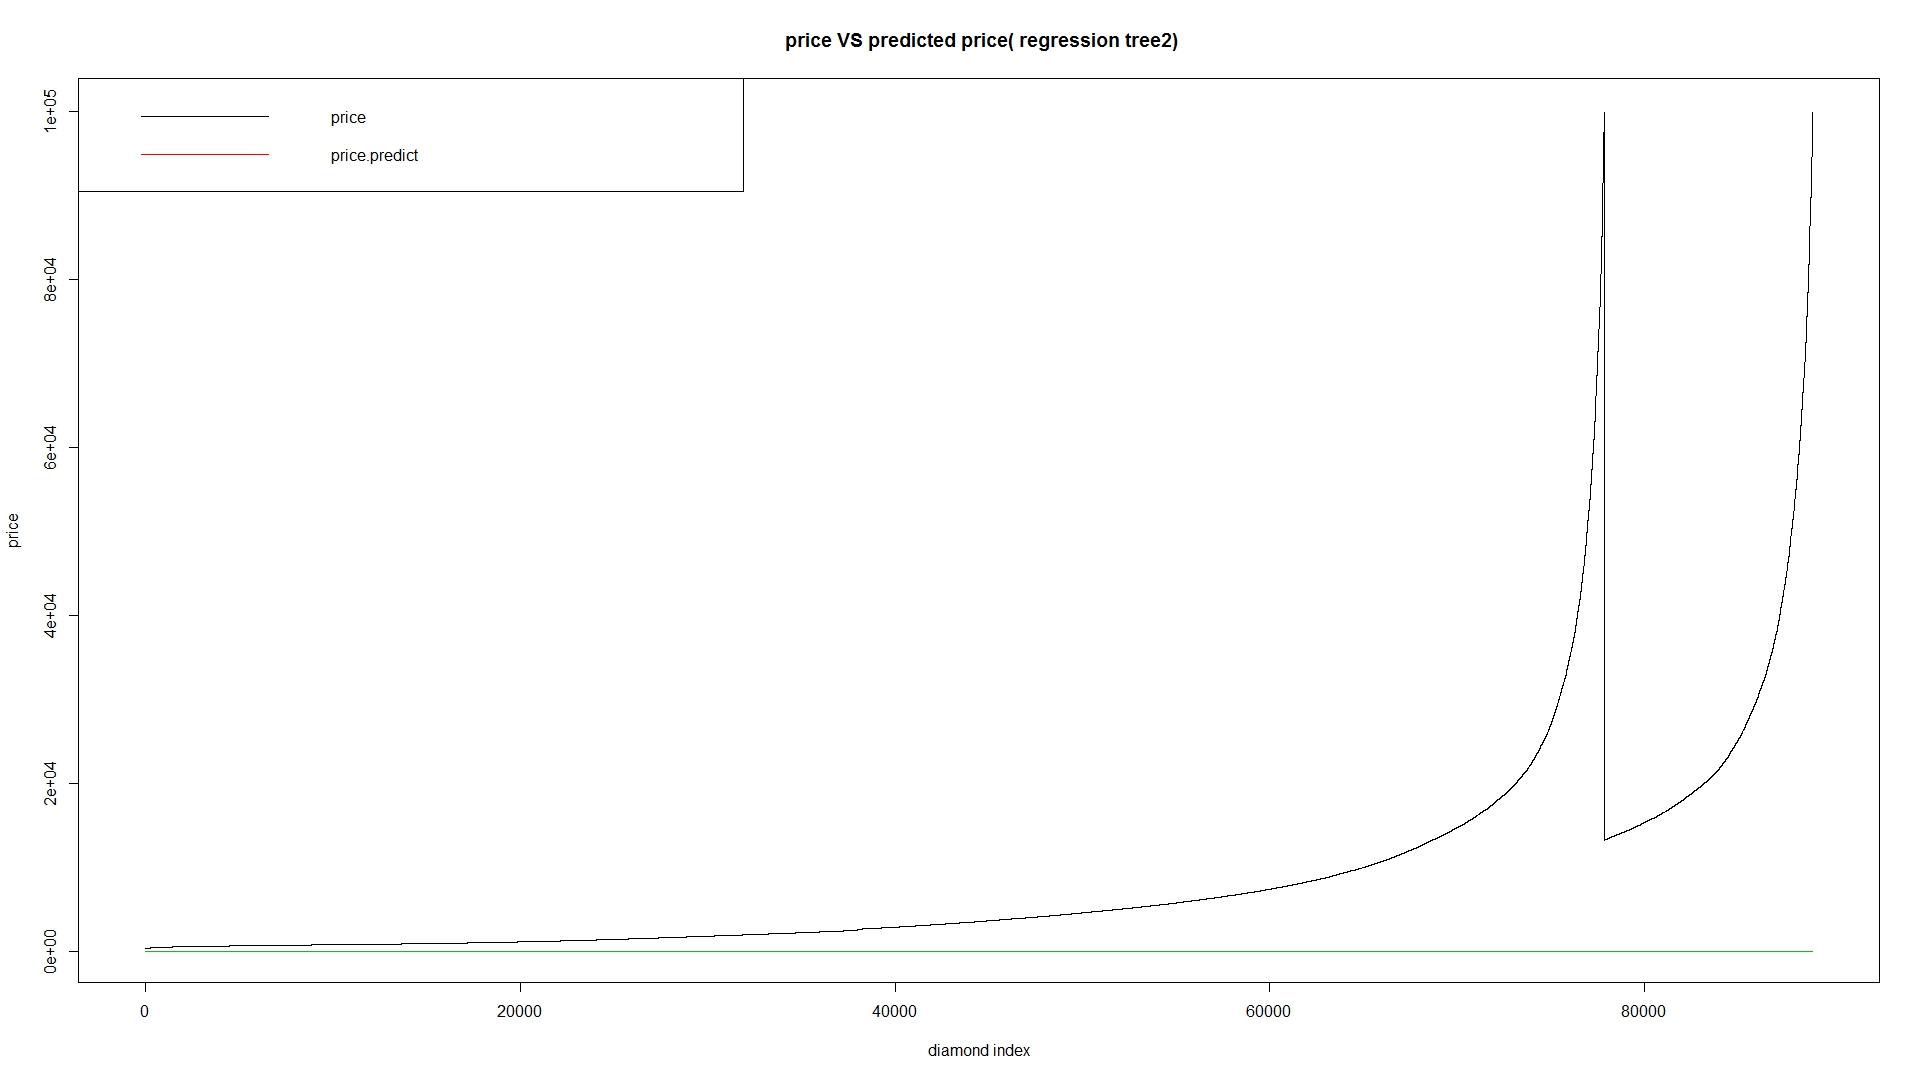 price VS predicted price( regression tree2)
price
price.predict
1e+05
8e+04
6e+04
4e+04
2e+04
0e+00
price
0 20000 40000 60000 80000
diamond index